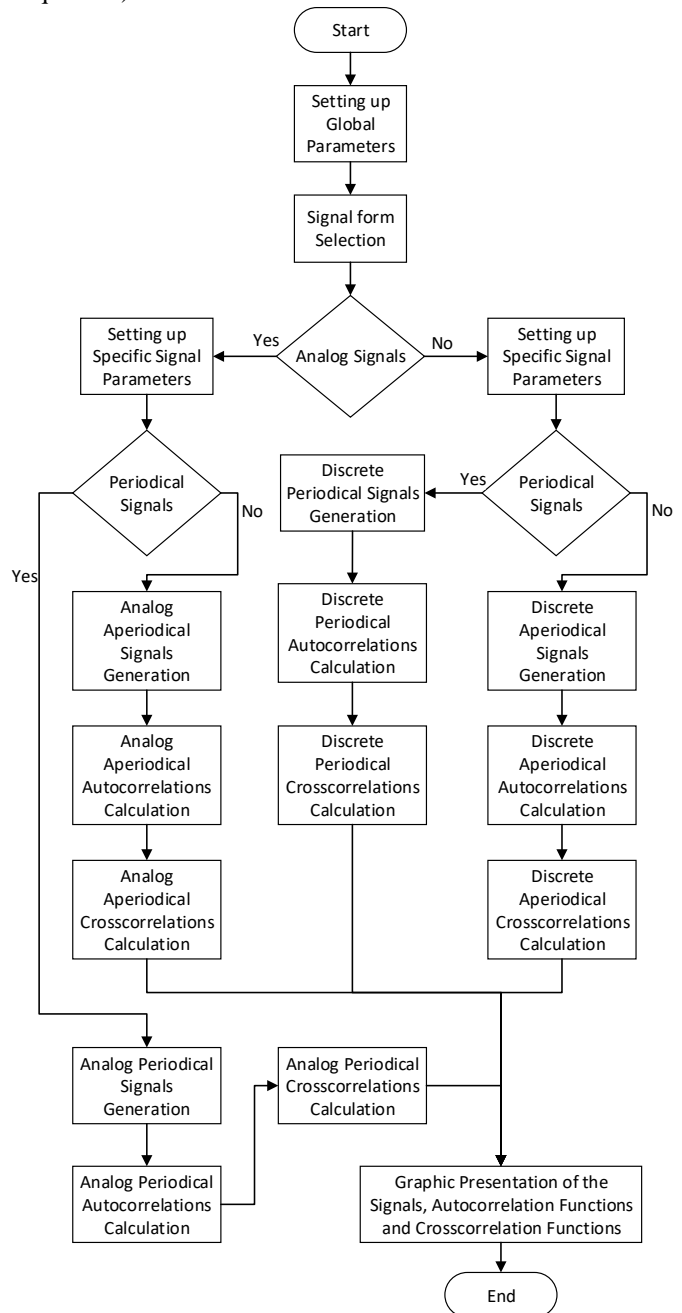 Start
Setting up
Global
Parameters
Signal form
Selection
Analog Signals
Yes
No
Setting up
Specific Signal
Parameters
Setting up
Specific Signal
Parameters
Periodical
Signals
Yes
No
Discrete
Periodical Signals
Generation
Yes
Periodical
Signals
No
Analog
Aperiodical
Signals
Generation
Discrete
Periodical
Autocorrelations
Calculation
Discrete
Aperiodical
Signals
Generation
Analog
Aperiodical
Autocorrelations
Calculation
Discrete
Periodical
Crosscorrelations
Calculation
Discrete
Aperiodical
Autocorrelations
Calculation
Analog
Aperiodical
Crosscorrelations
Calculation
Discrete
Aperiodical
Crosscorrelations
Calculation
Analog Periodical
Signals
Generation
Analog Periodical
Crosscorrelations
Calculation
Analog Periodical
Autocorrelations
Calculation
Graphic Presentation of the
Signals, Autocorrelation Functions
and Crosscorrelation Functions
End